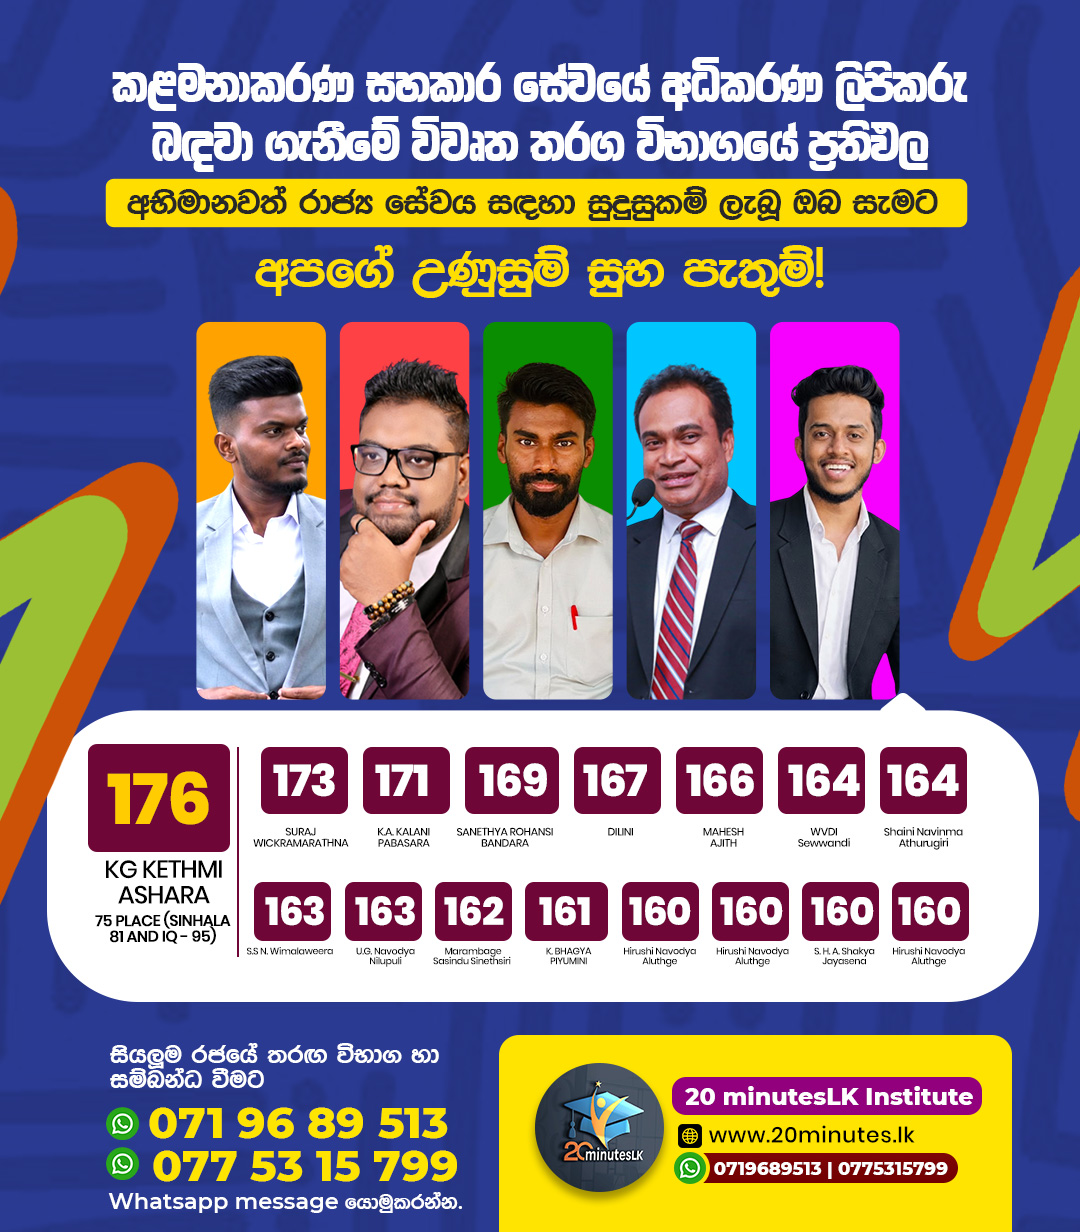 කළමනාකරණ සහකාර සේවයේ අධිකරණ ලිපිකරු
බඳවා ගැනීමේ විවෘත තරග විභාගයේ ප්‍රතිඵල
අභිමානවත් රාජ්‍ය සේවය සඳහා සුදුසුකම් ලැබූ ඔබ සැමට
අපගේ උණුසුම් සුභ පැතුම්!
176
KG KETHMI
ASHARA
75 PLACE (SINHALA
81 AND IQ - 95)
173 171 169 167 166 164 164
SURAJ K.A. KALANI SANETHYA ROHANSI DILINI MAHESH WVDI Shaini Navinma
WICKRAMARATHNA PABASARA BANDARA AJITH Sewwandi Athurugiri
163 163 162 161 160 160 160 160
S.S N. Wimalaweera U.G. Navodya Marambage K. BHAGYA Hirushi Navodya Hirushi Navodya S. H. A. Shakya Hirushi Navodya
Nilupuli Sasindu Sinethsiri PIYUMINI Aluthge Aluthge Jayasena Aluthge
සියලූම රජයේ තරඟ විභාග හා
සම්බන්ධ වීමට
071 96 89 513
077 53 15 799
Whatsapp message යොමුකරන්න.
20minutesLK
20 minutesLK Institute
www.20minutes.lk
0719689513 | 0775315799